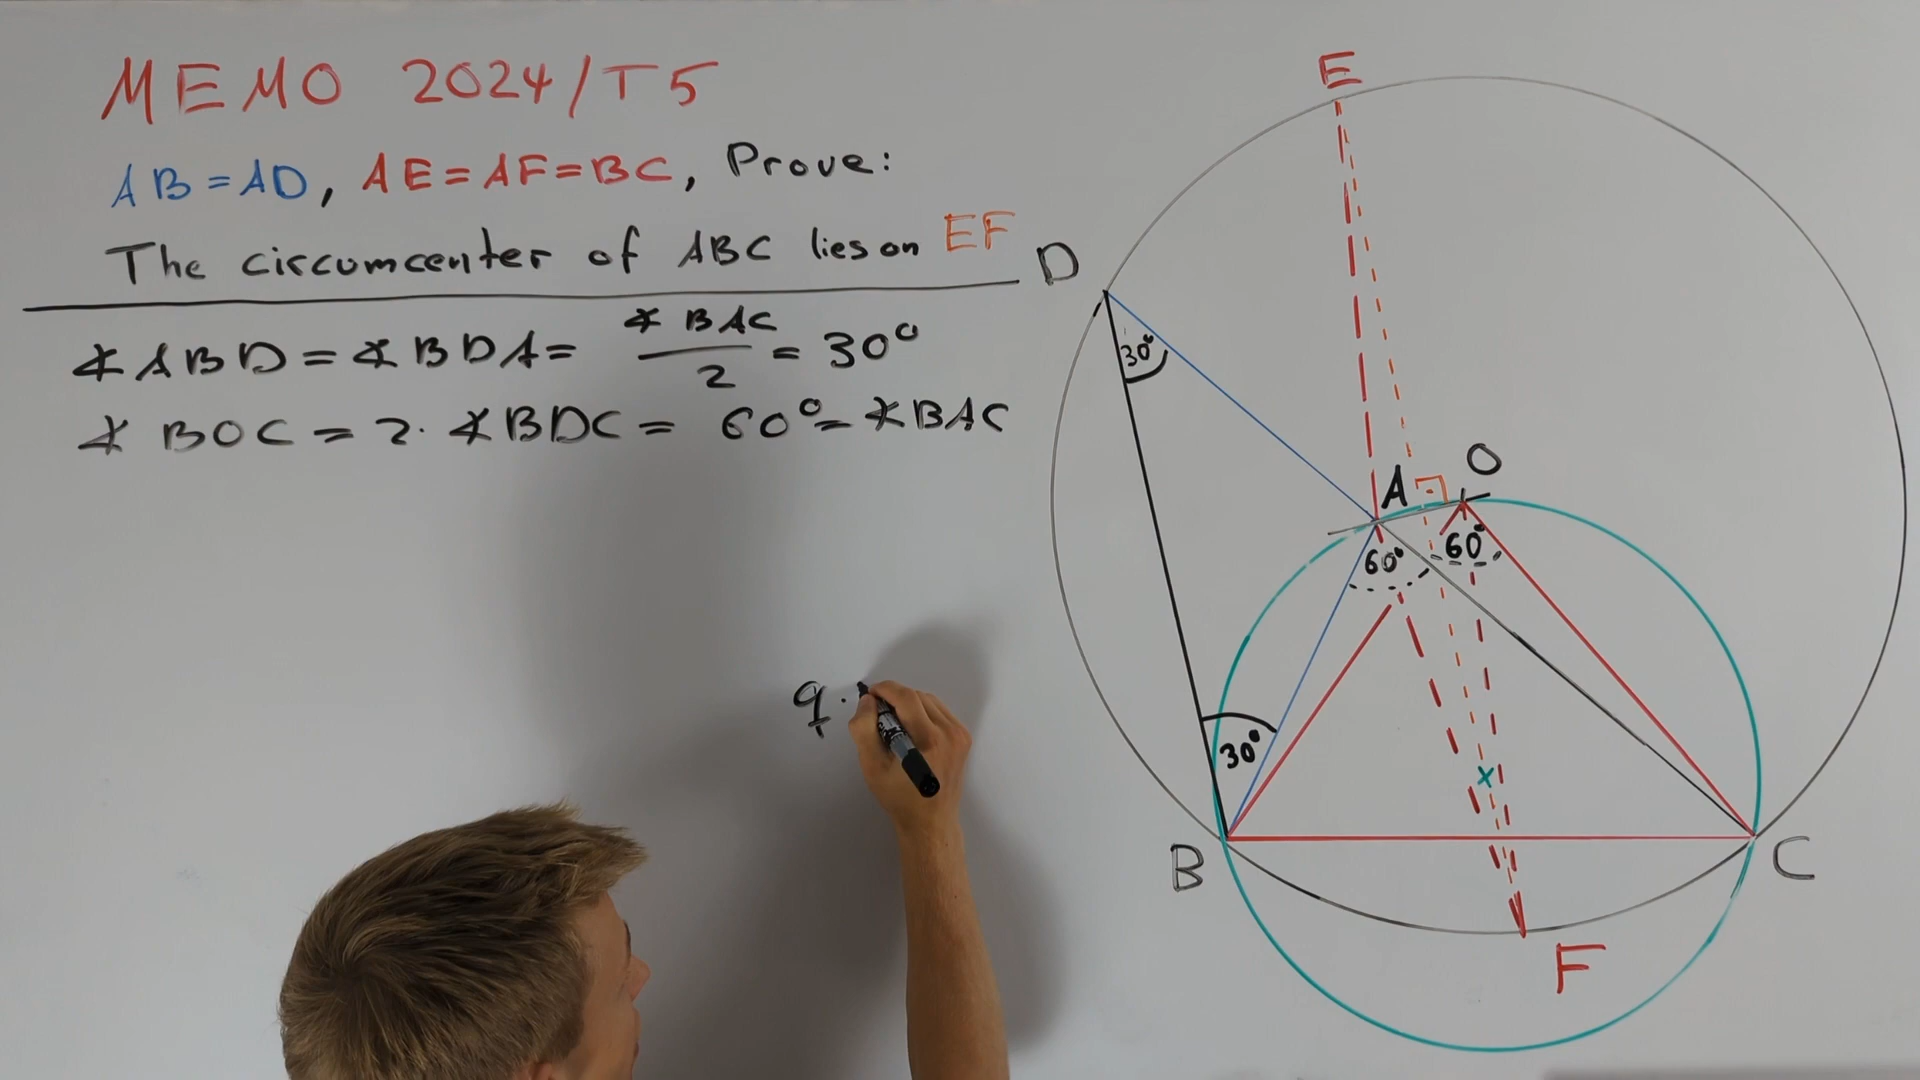 MEMO 2024/T5
AB=AD, AE=AF=BC, Prove:
The circumcenter of ABC lies on EF
∡ABD=∡BDA= ∡BAC/2 = 30°
∡BOC=2·∡BDC= 60°=∡BAC
q.
E
D
30°
A
O
60°
60°
30°
x
B
C
F